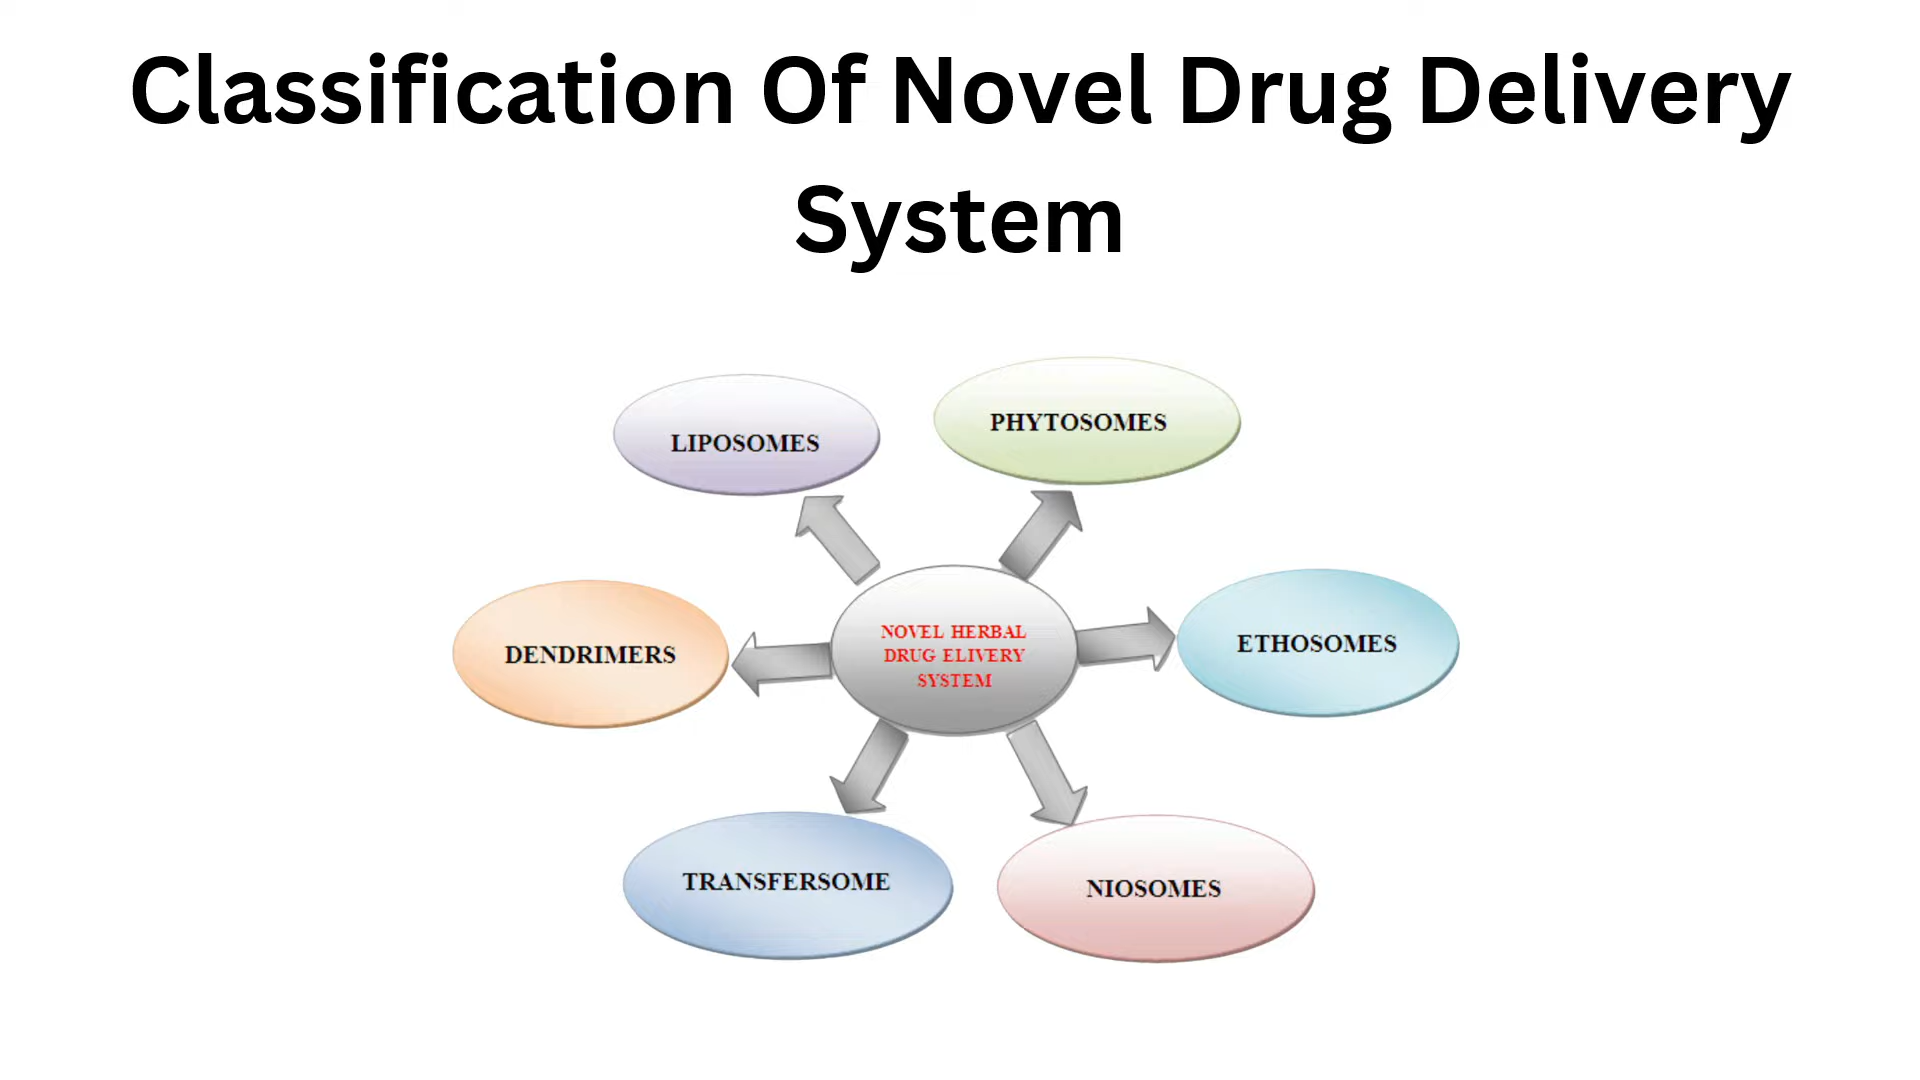 Classification Of Novel Drug Delivery
System
LIPOSOMES
PHYTOSOMES
DENDRIMERS
NOVEL HERBAL
DRUG ELIVERY
SYSTEM
ETHOSOMES
TRANSFERSOME
NIOSOMES